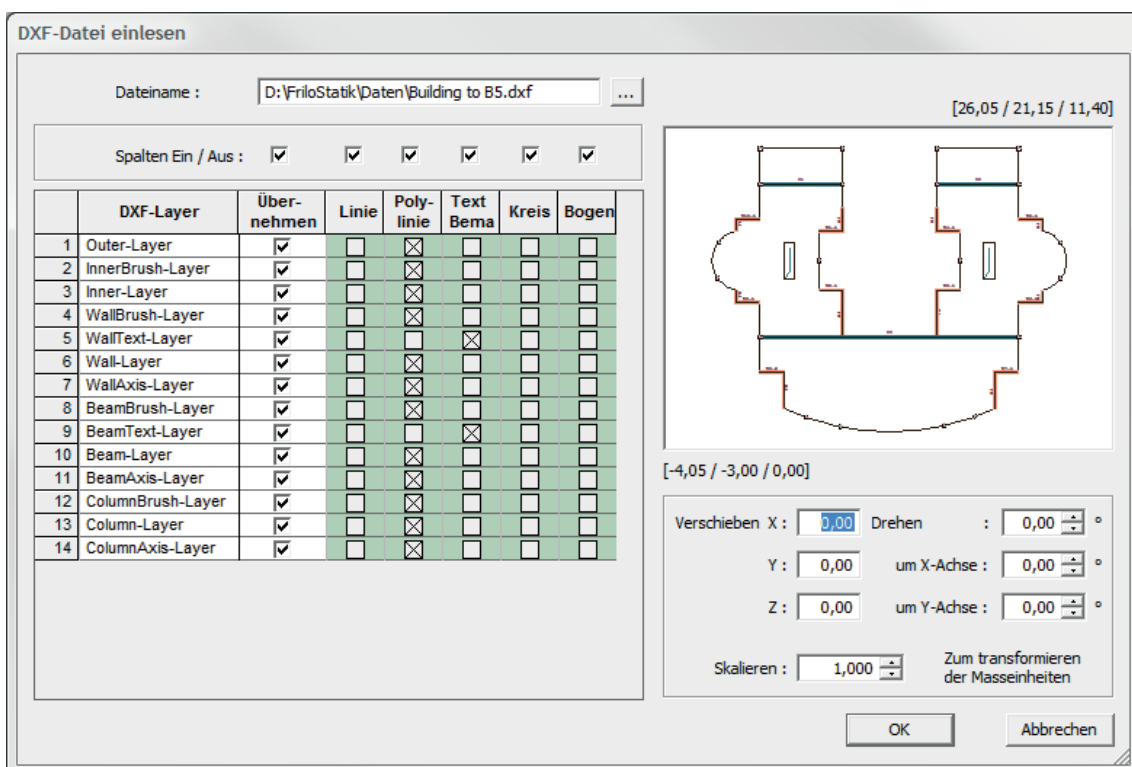 DXF-Datei einlesen
Dateiname : D:\FriloStatik\Daten\Building to B5.dxf ...
[26,05 / 21,15 / 11,40]
Spalten Ein / Aus :
DXF-Layer Über-nehmen Linie Poly-linie Text Bema Kreis Bogen
1 Outer-Layer
2 InnerBrush-Layer
3 Inner-Layer
4 WallBrush-Layer
5 WallText-Layer
6 Wall-Layer
7 WallAxis-Layer
8 BeamBrush-Layer
9 BeamText-Layer
10 Beam-Layer
11 BeamAxis-Layer
12 ColumnBrush-Layer
13 Column-Layer
14 ColumnAxis-Layer
[-4,05 / -3,00 / 0,00]
Verschieben X : 0,00 Drehen : 0,00 °
Y : 0,00 um X-Achse : 0,00 °
Z : 0,00 um Y-Achse : 0,00 °
Skalieren : 1,000 Zum transformieren
der Masseinheiten
OK Abbrechen